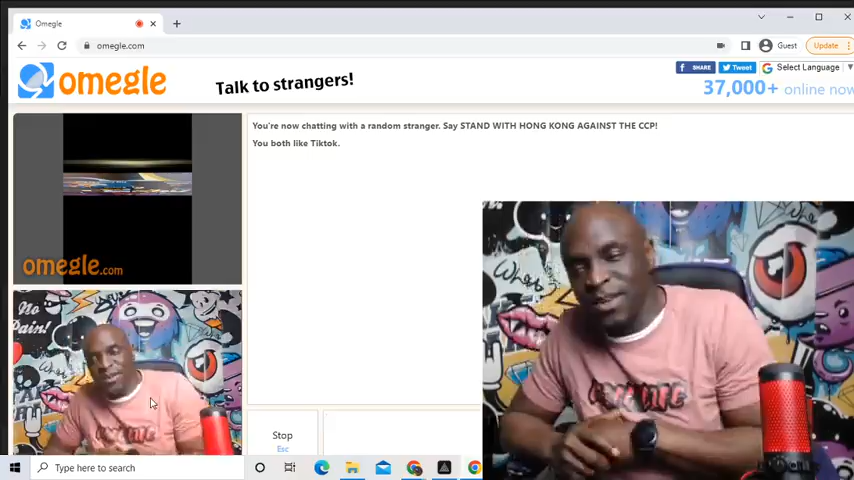 Omegle
omegle.com
Guest
Update
omegle
Talk to strangers!
SHARE
Tweet
Select Language
37,000+ online now
You're now chatting with a random stranger. Say STAND WITH HONG KONG AGAINST THE CCP!
You both like Tiktok.
omegle.com
No
Pain!
What
Stop
Esc
Type here to search